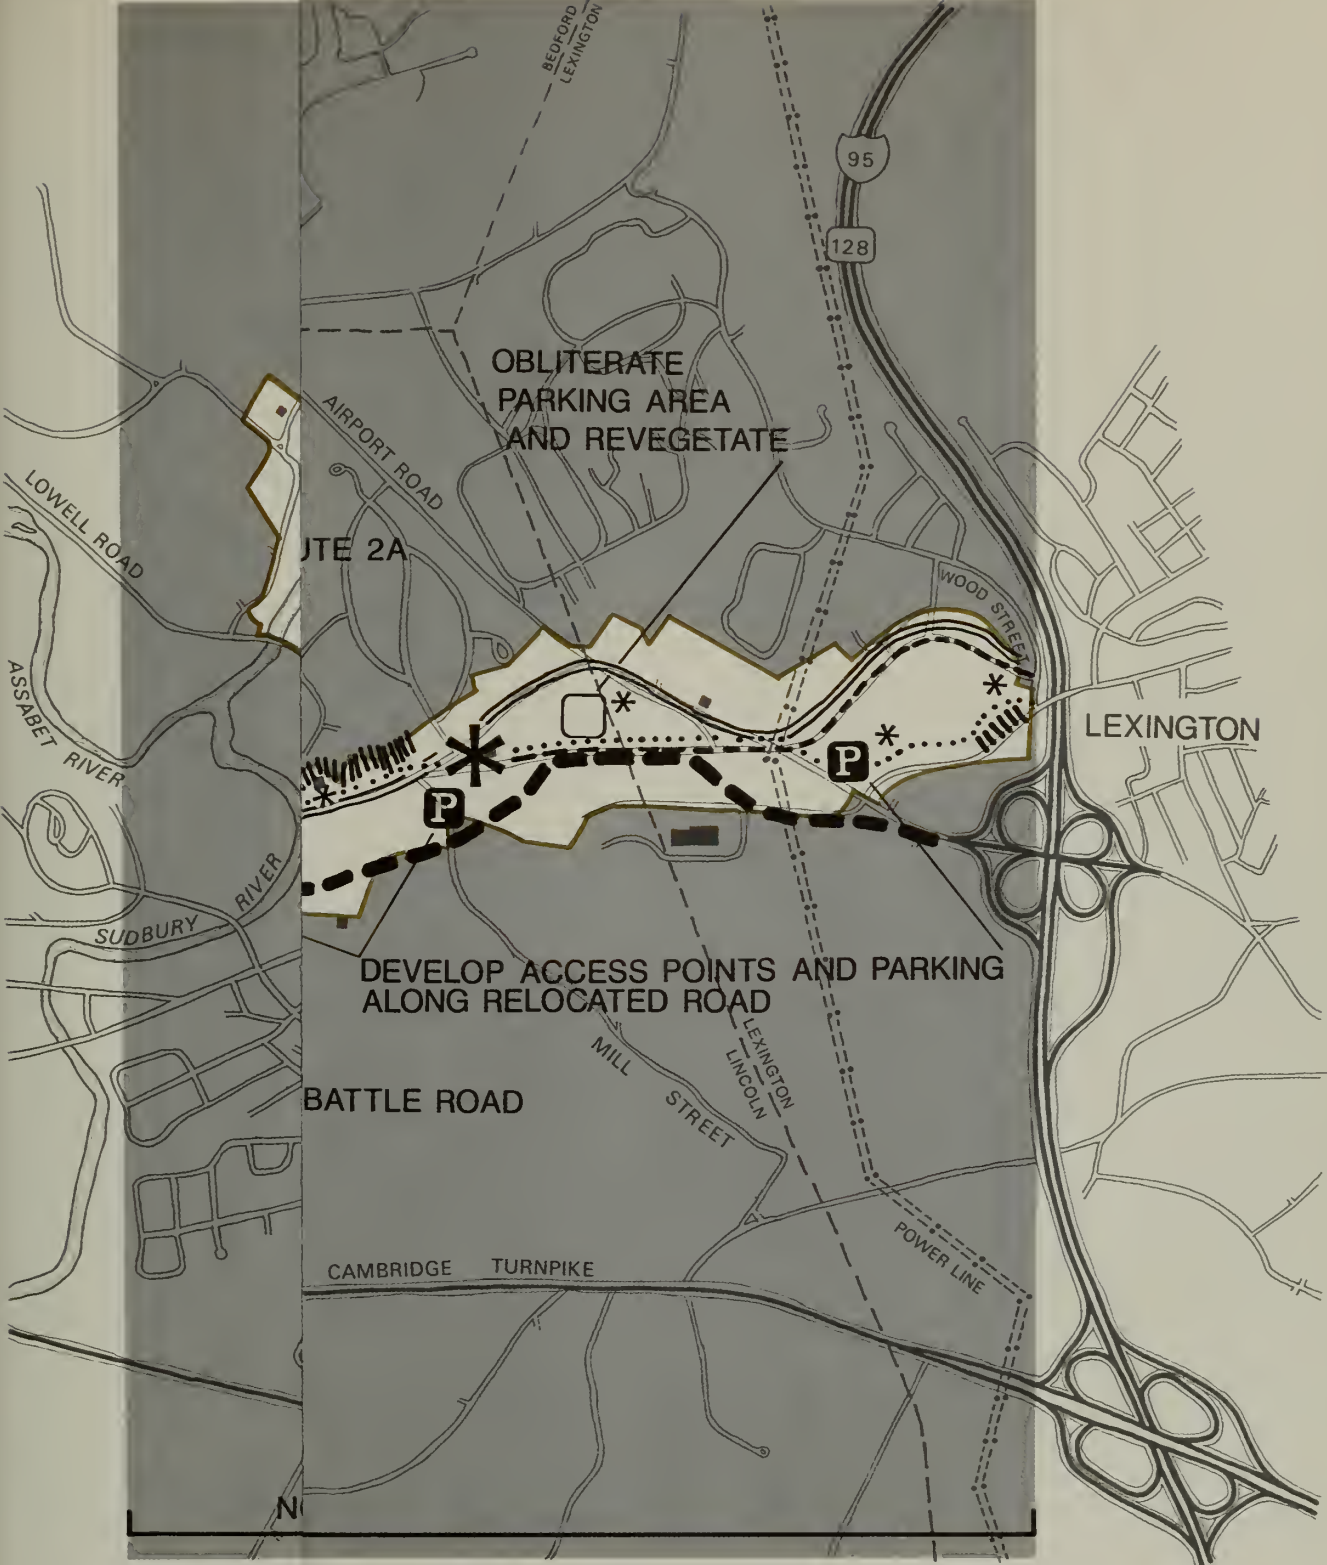 BEDFORD
LEXINGTON
95
128
OBLITERATE
PARKING AREA
AND REVEGETATE
AIRPORT ROAD
LOWELL ROAD
UTE 2A
WOOD STREET
ASSABET RIVER
LEXINGTON
P
P
SUDBURY RIVER
DEVELOP ACCESS POINTS AND PARKING
ALONG RELOCATED ROAD
LEXINGTON
LINCOLN
MILL STREET
BATTLE ROAD
POWER LINE
CAMBRIDGE TURNPIKE